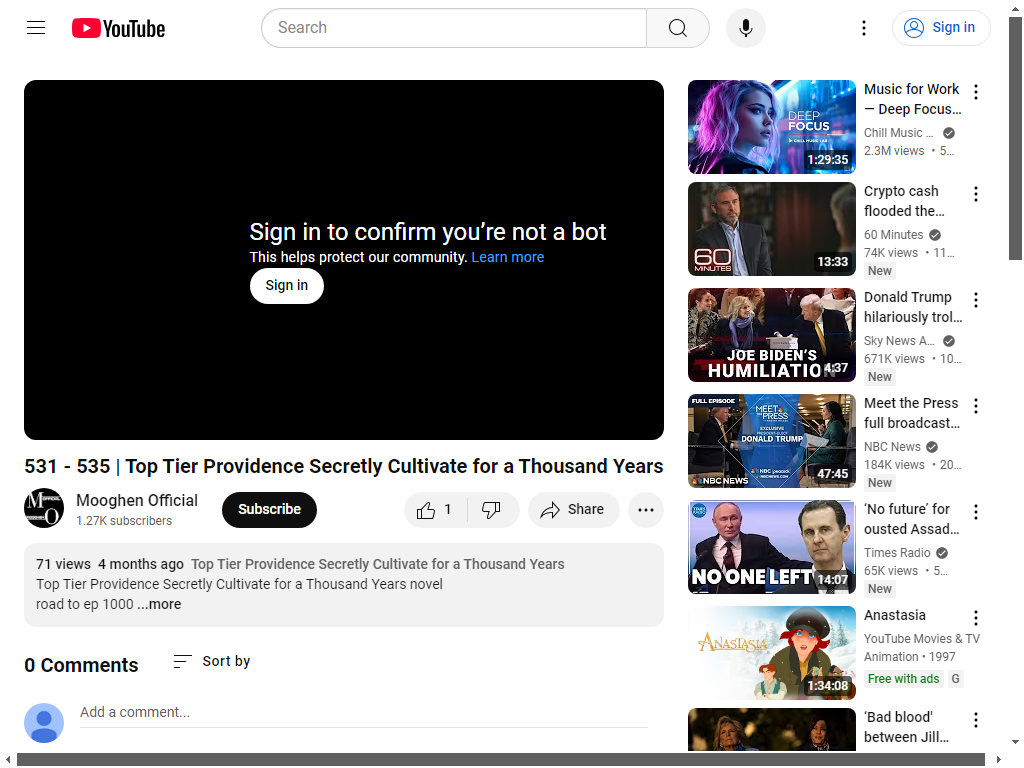 YouTube
Search
Sign in
Sign in to confirm you’re not a bot
This helps protect our community. Learn more
Sign in
531 - 535 | Top Tier Providence Secretly Cultivate for a Thousand Years
Mooghen Official
1.27K subscribers
Subscribe
1
Share
71 views 4 months ago Top Tier Providence Secretly Cultivate for a Thousand Years
Top Tier Providence Secretly Cultivate for a Thousand Years novel
road to ep 1000 ...more
0 Comments
Sort by
Add a comment...
DEEP
FOCUS
CHILL MUSIC LAB
1:29:35
Music for Work
— Deep Focus…
Chill Music …
2.3M views • 5…
60
MINUTES
13:33
Crypto cash
flooded the…
60 Minutes
74K views • 11…
New
JOE BIDEN'S
HUMILIATION
4:37
Donald Trump
hilariously trol…
Sky News A…
671K views • 10…
New
FULL EPISODE
MEET THE
PRESS
EXCLUSIVE
PRESIDENT-ELECT
DONALD TRUMP
NBC peacock
NBC NEWS
47:45
Meet the Press
full broadcast…
NBC News
184K views • 20…
New
TIMES
RADIO
NO ONE LEFT
14:07
‘No future’ for
ousted Assad…
Times Radio
65K views • 5…
New
ANASTASIA
1:34:08
Anastasia
YouTube Movies & TV
Animation • 1997
Free with ads G
‘Bad blood'
between Jill…